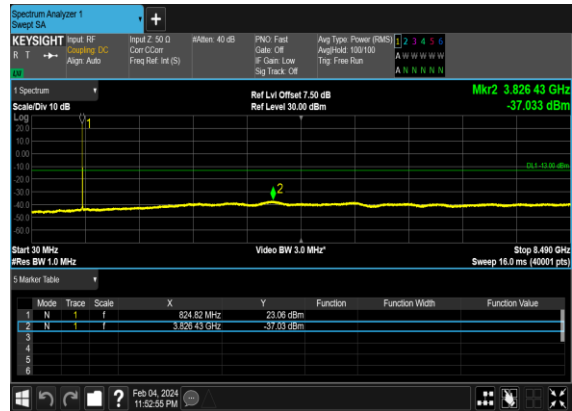 Spectrum Analyzer 1
Swept SA
+
KEYSIGHT Input: RF Input Z: 50 Ω #Atten: 40 dB PNO: Fast Avg Type: Power (RMS) 1 2 3 4 5 6
R T Coupling: DC Corr CCorr Gate: Off Avg|Hold: 100/100 A W W W W W
Align: Auto Freq Ref: Int (S) IF Gain: Low Trig: Free Run
Sig Track: Off A N N N N N
1 Spectrum Ref Lvl Offset 7.50 dB Mkr2 3.826 43 GHz
Scale/Div 10 dB Ref Level 30.00 dBm -37.033 dBm
Log
1
20.0
10.0
0.00
-10.0 DL1 -13.00 dBm
-20.0
-30.0 2
-40.0
-50.0
-60.0
Start 30 MHz Video BW 3.0 MHz* Stop 8.490 GHz
#Res BW 1.0 MHz Sweep 16.0 ms (40001 pts)
5 Marker Table
Mode Trace Scale X Y Function Function Width Function Value
1 N 1 f 824.82 MHz 23.06 dBm
2 N 1 f 3.826 43 GHz -37.03 dBm
3
4
5
6
? Feb 04, 2024
11:52:55 PM